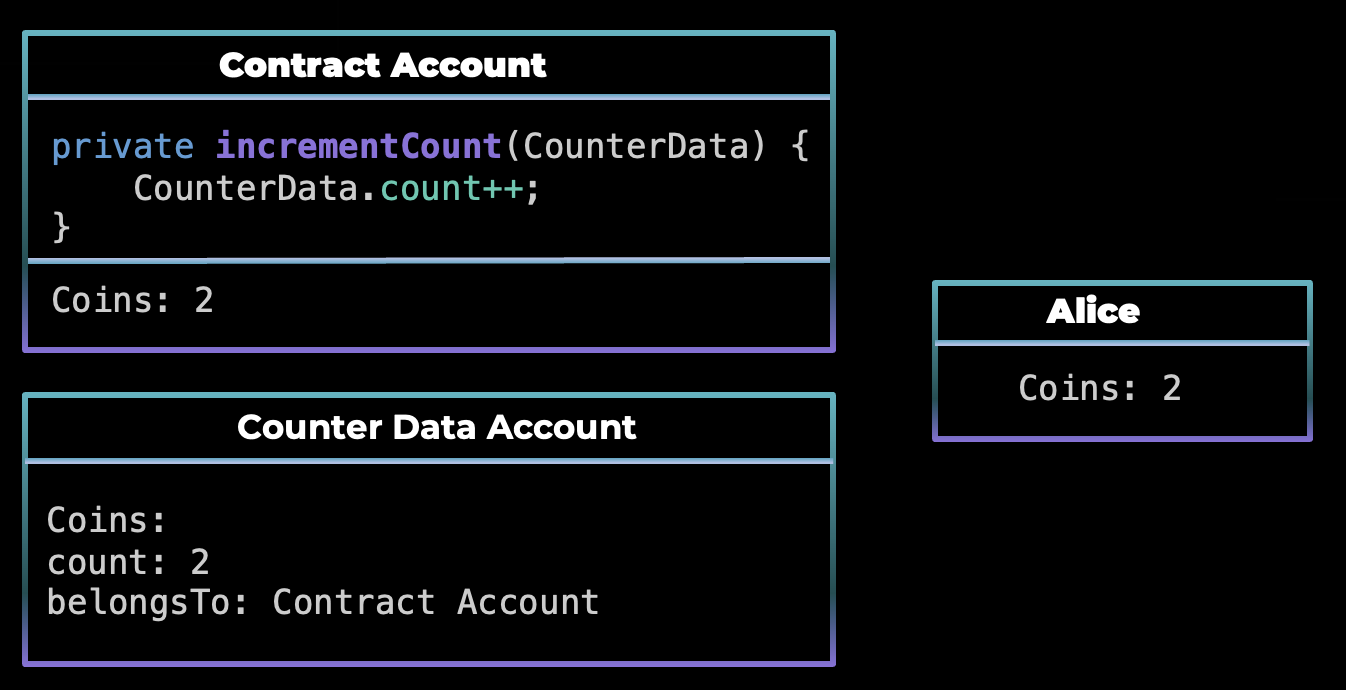 Contract Account
private incrementCount(CounterData) {
    CounterData.count++;
}
Coins: 2
Alice
Coins: 2
Counter Data Account
Coins:
count: 2
belongsTo: Contract Account